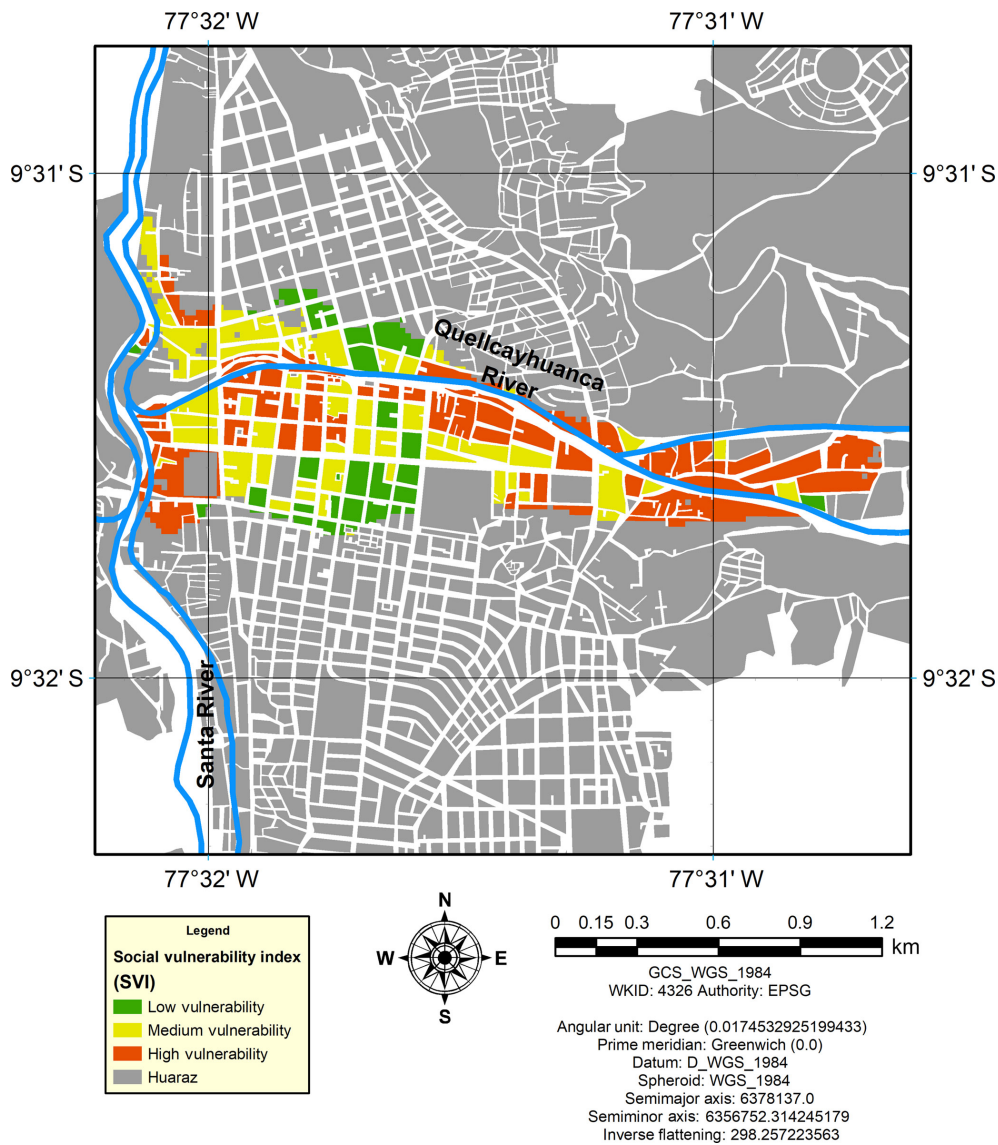 77°32' W
77°31' W
9°31' S
9°31' S
Quellcayhuanca
River
9°32' S
9°32' S
Santa River
77°32' W
77°31' W
Legend
Social vulnerability index
(SVI)
Low vulnerability
Medium vulnerability
High vulnerability
Huaraz
N
W
E
S
0 0.15 0.3 0.6 0.9 1.2
km
GCS_WGS_1984
WKID: 4326 Authority: EPSG
Angular unit: Degree (0.0174532925199433)
Prime meridian: Greenwich (0.0)
Datum: D_WGS_1984
Spheroid: WGS_1984
Semimajor axis: 6378137.0
Semiminor axis: 6356752.314245179
Inverse flattening: 298.257223563